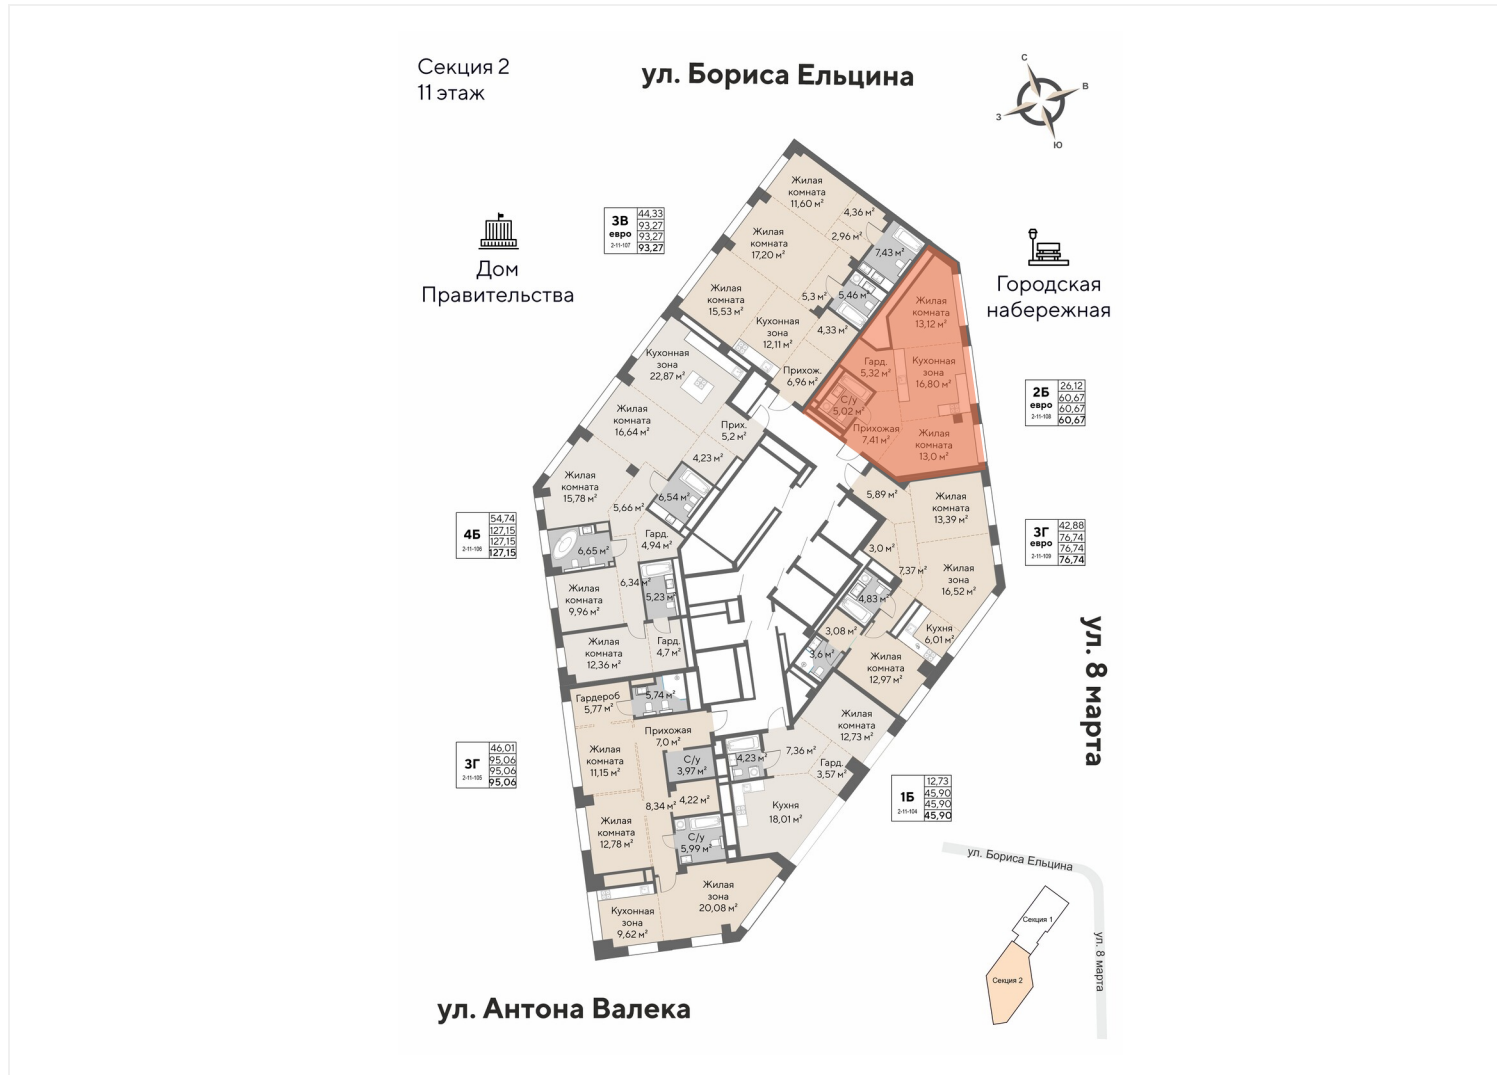 Секция 2
11 этаж
ул. Бориса Ельцина
С
В
З
Ю
Дом
Правительства
Городская
набережная
3В
евро
2-11-107
44,33
93,27
93,27
93,27
Жилая
комната
11,60 м²
4,36 м²
2,96 м²
7,43 м²
Жилая
комната
17,20 м²
5,3 м²
5,46 м²
Жилая
комната
15,53 м²
Кухонная
зона
12,11 м²
4,33 м²
Прихож.
6,96 м²
Жилая
комната
13,12 м²
Гард.
5,32 м²
Кухонная
зона
16,80 м²
С/у
5,02 м²
Прихожая
7,41 м²
Жилая
комната
13,0 м²
2Б
евро
2-11-108
26,12
60,67
60,67
60,67
Кухонная
зона
22,87 м²
Жилая
комната
16,64 м²
Прих.
5,2 м²
4,23 м²
Жилая
комната
15,78 м²
6,54 м²
5,66 м²
Гард.
4,94 м²
6,65 м²
6,34 м²
5,23 м²
Жилая
комната
9,96 м²
Жилая
комната
12,36 м²
Гард.
4,7 м²
4Б
2-11-106
54,74
127,15
127,15
127,15
5,89 м²
Жилая
комната
13,39 м²
3,0 м²
7,37 м²
Жилая
зона
16,52 м²
4,83 м²
Кухня
6,01 м²
3,08 м²
3,6 м²
Жилая
комната
12,97 м²
3Г
евро
2-11-109
42,88
76,74
76,74
76,74
ул. 8 марта
Гардероб
5,77 м²
5,74 м²
Прихожая
7,0 м²
Жилая
комната
11,15 м²
С/у
3,97 м²
8,34 м²
4,22 м²
Жилая
комната
12,78 м²
С/у
5,99 м²
Жилая
зона
20,08 м²
Кухонная
зона
9,62 м²
3Г
2-11-105
46,01
95,06
95,06
95,06
Жилая
комната
12,73 м²
7,36 м²
4,23 м²
Гард.
3,57 м²
Кухня
18,01 м²
1Б
2-11-104
12,73
45,90
45,90
45,90
ул. Бориса Ельцина
Секция 1
Секция 2
ул. 8 марта
ул. Антона Валека